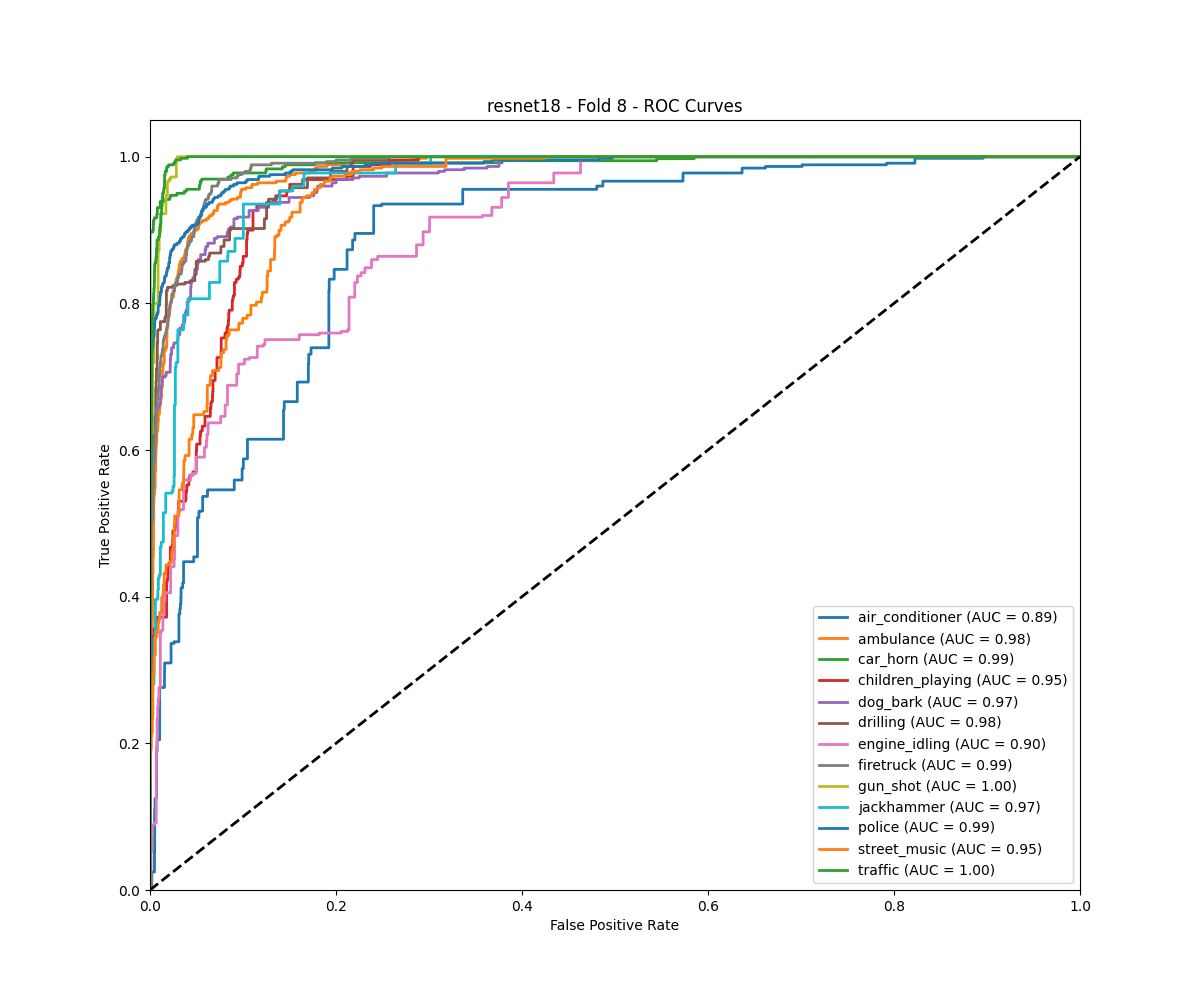 resnet18 - Fold 8 - ROC Curves
True Positive Rate
1.0
0.8
0.6
0.4
0.2
0.0
air_conditioner (AUC = 0.89)
ambulance (AUC = 0.98)
car_horn (AUC = 0.99)
children_playing (AUC = 0.95)
dog_bark (AUC = 0.97)
drilling (AUC = 0.98)
engine_idling (AUC = 0.90)
firetruck (AUC = 0.99)
gun_shot (AUC = 1.00)
jackhammer (AUC = 0.97)
police (AUC = 0.99)
street_music (AUC = 0.95)
traffic (AUC = 1.00)
0.0 0.2 0.4 0.6 0.8 1.0
False Positive Rate